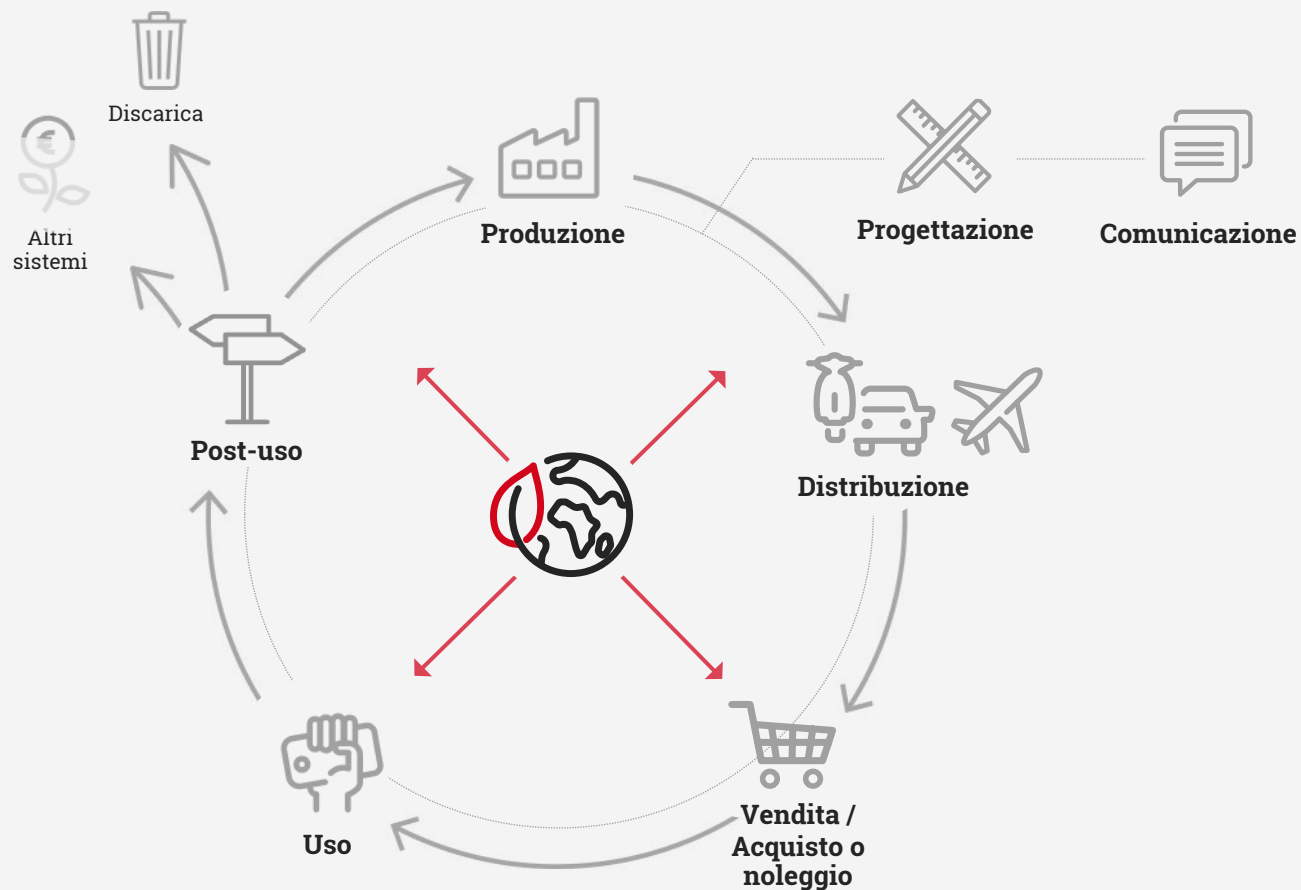 Discarica
Altri
sistemi
Produzione
Progettazione
Comunicazione
Post-uso
Distribuzione
Uso
Vendita /
Acquisto o
noleggio
€